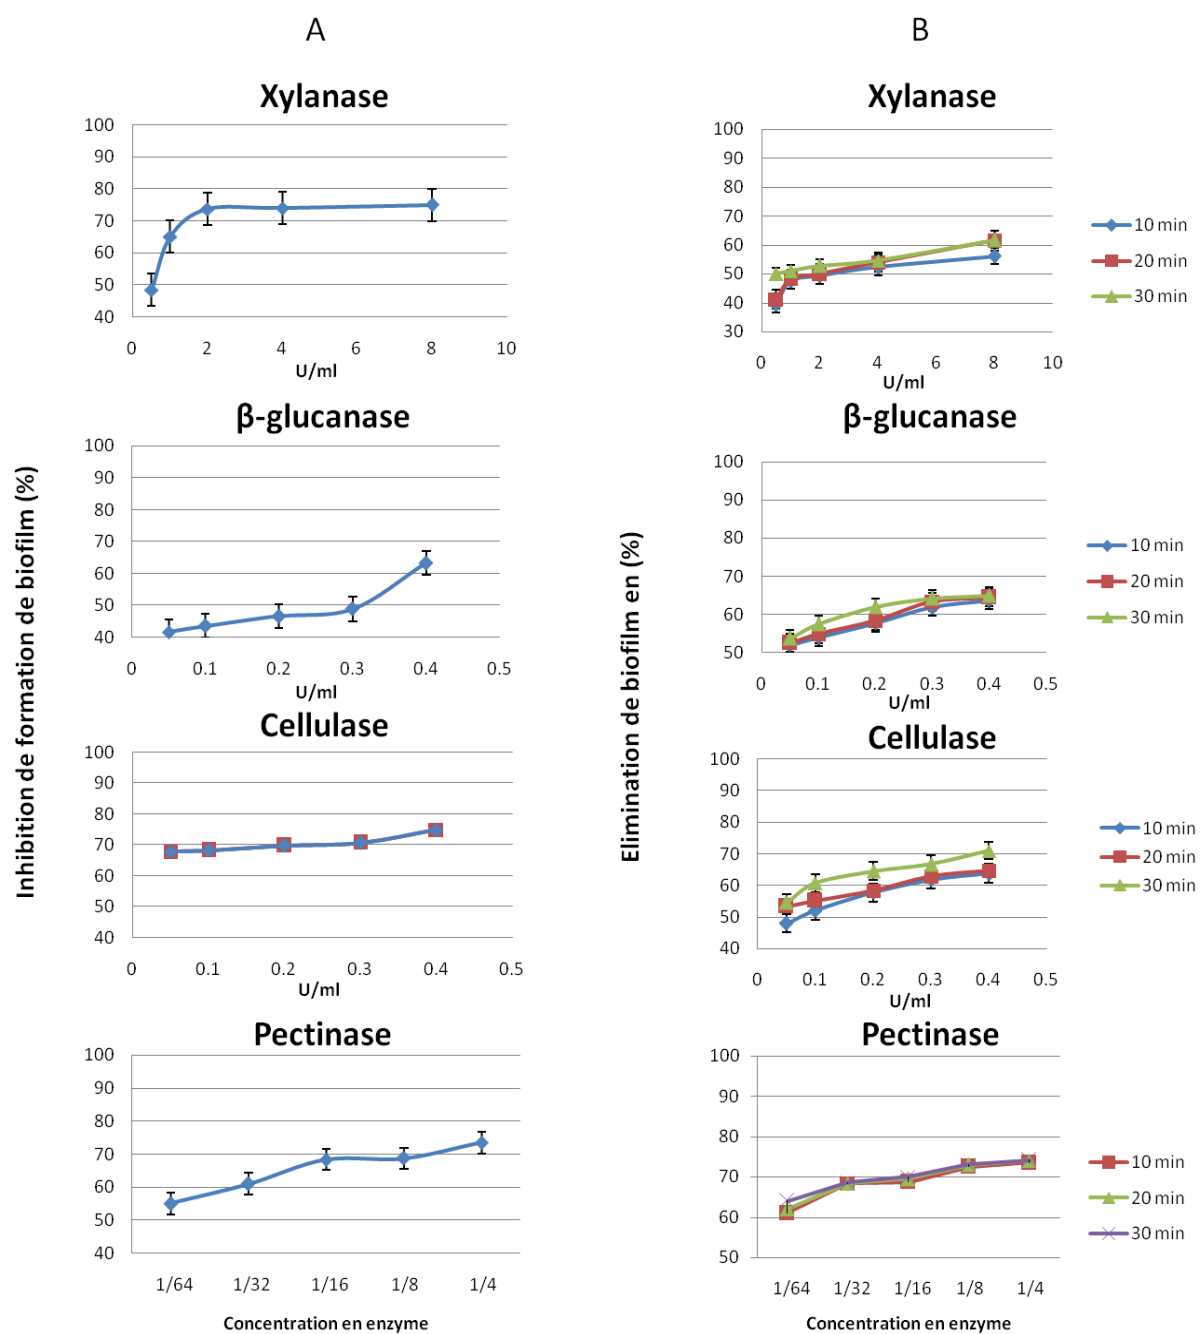 A
B
Inhibition de formation de biofilm (%)
Xylanase
100
90
80
70
60
50
40
0 2 4 6 8 10
U/ml
β-glucanase
100
90
80
70
60
50
40
0 0.1 0.2 0.3 0.4 0.5
U/ml
Cellulase
100
90
80
70
60
50
40
0 0.1 0.2 0.3 0.4 0.5
U/ml
Pectinase
100
90
80
70
60
50
40
1/64 1/32 1/16 1/8 1/4
Concentration en enzyme
Elimination de biofilm en (%)
Xylanase
100
90
80
70
60
50
40
30
0 2 4 6 8 10
U/ml
10 min
20 min
30 min
β-glucanase
100
90
80
70
60
50
0 0.1 0.2 0.3 0.4 0.5
U/ml
10 min
20 min
30 min
Cellulase
100
90
80
70
60
50
40
0 0.1 0.2 0.3 0.4 0.5
U/ml
10 min
20 min
30 min
Pectinase
100
90
80
70
60
50
1/64 1/32 1/16 1/8 1/4
Concentration en enzyme
10 min
20 min
30 min